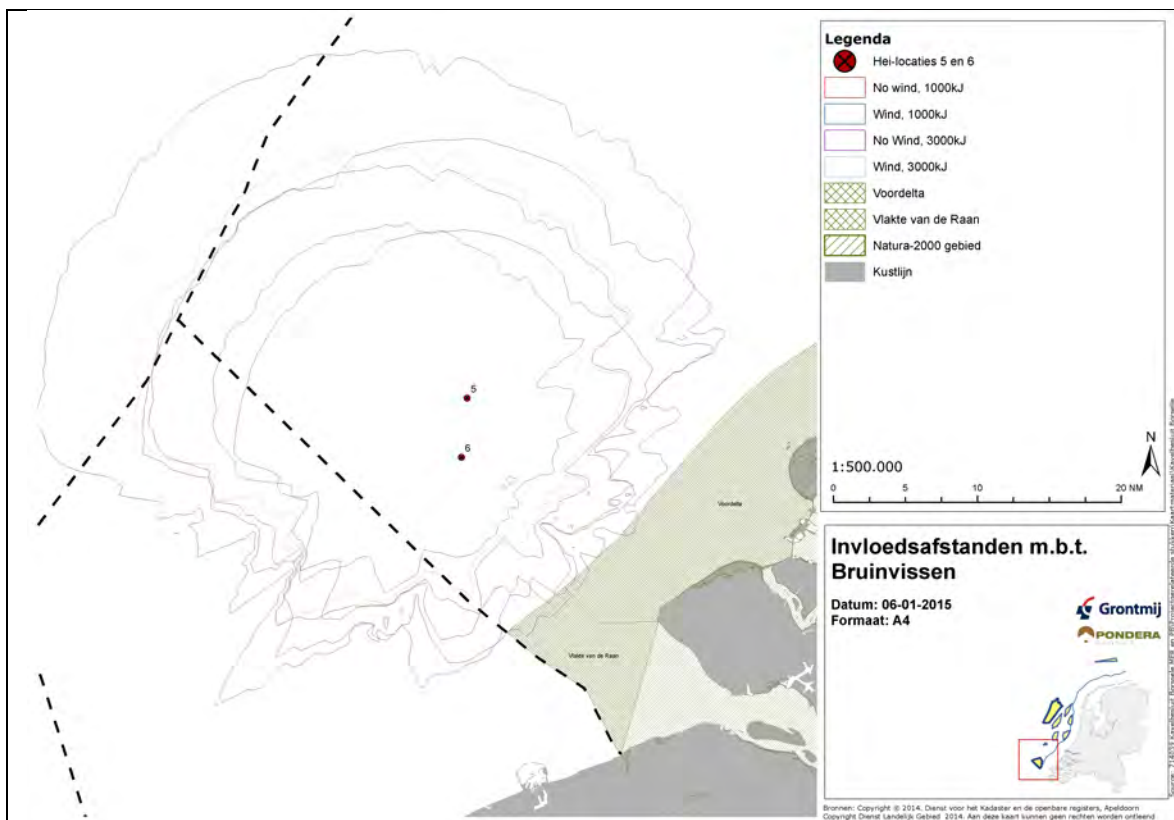 5
6
Voordelta
Vlakte van de Raan
Legenda
Hei-locaties 5 en 6
No wind, 1000kJ
Wind, 1000kJ
No Wind, 3000kJ
Wind, 3000kJ
Voordelta
Vlakte van de Raan
Natura-2000 gebied
Kustlijn
N
1:500.000
0 5 10 15 20 NM
Invloedsafstanden m.b.t.
Bruinvissen
Datum: 06-01-2015
Formaat: A4
Grontmij
PONDERA
Bronnen: Copyright © 2014. Dienst voor het Kadaster en de openbare registers, Apeldoorn
Copyright Dienst Landelijk Gebied 2014. Aan deze kaart kunnen geen rechten worden ontleend